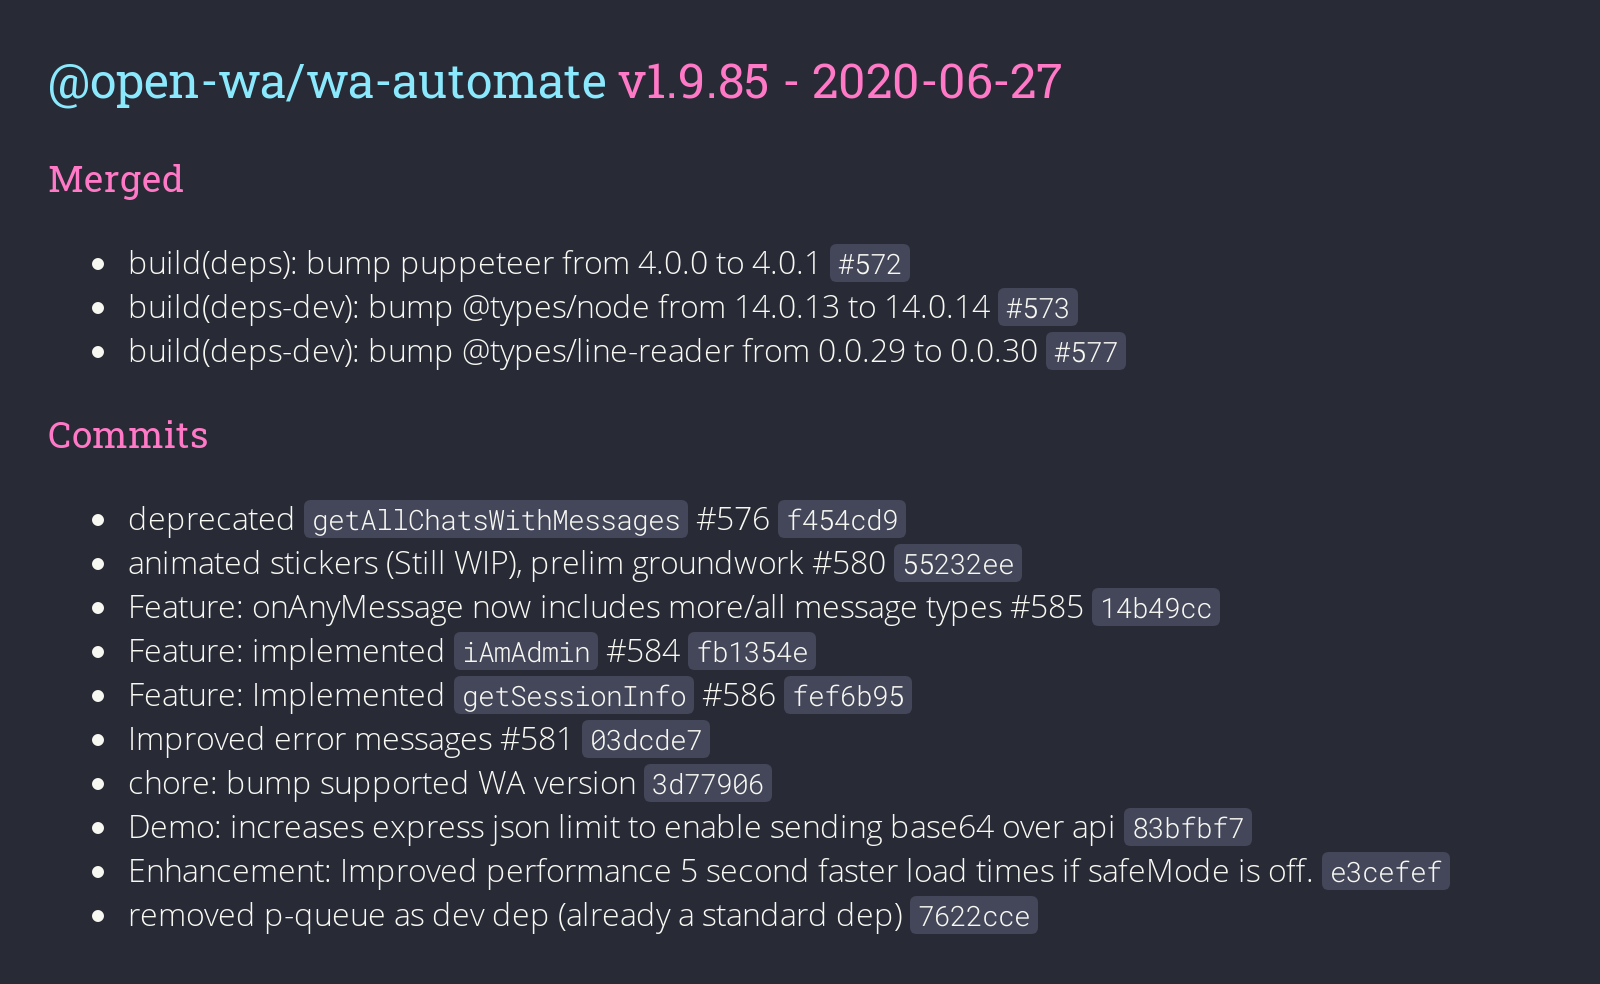 @open-wa/wa-automate v1.9.85 - 2020-06-27
Merged
build(deps): bump puppeteer from 4.0.0 to 4.0.1 #572
build(deps-dev): bump @types/node from 14.0.13 to 14.0.14 #573
build(deps-dev): bump @types/line-reader from 0.0.29 to 0.0.30 #577
Commits
deprecated getAllChatsWithMessages #576 f454cd9
animated stickers (Still WIP), prelim groundwork #580 55232ee
Feature: onAnyMessage now includes more/all message types #585 14b49cc
Feature: implemented iAmAdmin #584 fb1354e
Feature: Implemented getSessionInfo #586 fef6b95
Improved error messages #581 03dcde7
chore: bump supported WA version 3d77906
Demo: increases express json limit to enable sending base64 over api 83bfbf7
Enhancement: Improved performance 5 second faster load times if safeMode is off. e3cefef
removed p-queue as dev dep (already a standard dep) 7622cce